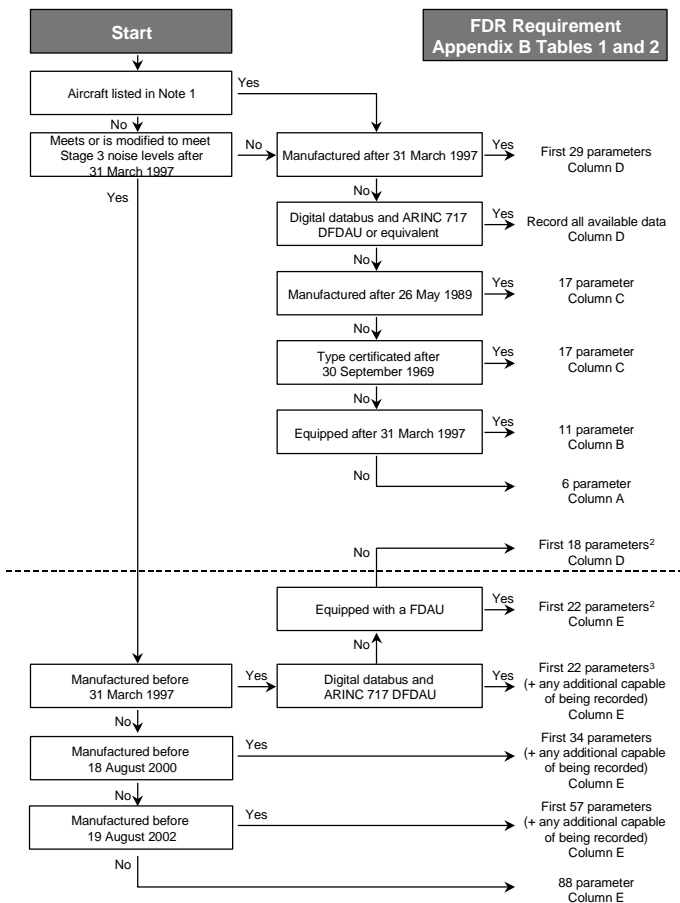 Start
FDR Requirement
Appendix B Tables 1 and 2
Aircraft listed in Note 1
Yes
No
Meets or is modified to meet
Stage 3 noise levels after
31 March 1997
No
Yes
Manufactured after 31 March 1997
Yes
First 29 parameters
Column D
No
Digital databus and ARINC 717
DFDAU or equivalent
Yes
Record all available data
Column D
No
Manufactured after 26 May 1989
Yes
17 parameter
Column C
No
Type certificated after
30 September 1969
Yes
17 parameter
Column C
No
Equipped after 31 March 1997
Yes
11 parameter
Column B
No
6 parameter
Column A
No
First 18 parameters²
Column D
Equipped with a FDAU
Yes
First 22 parameters²
Column E
No
Manufactured before
31 March 1997
Yes
Digital databus and
ARINC 717 DFDAU
Yes
First 22 parameters³
(+ any additional capable
of being recorded)
Column E
No
Manufactured before
18 August 2000
Yes
First 34 parameters
(+ any additional capable
of being recorded)
Column E
No
Manufactured before
19 August 2002
Yes
First 57 parameters
(+ any additional capable
of being recorded)
Column E
No
88 parameter
Column E